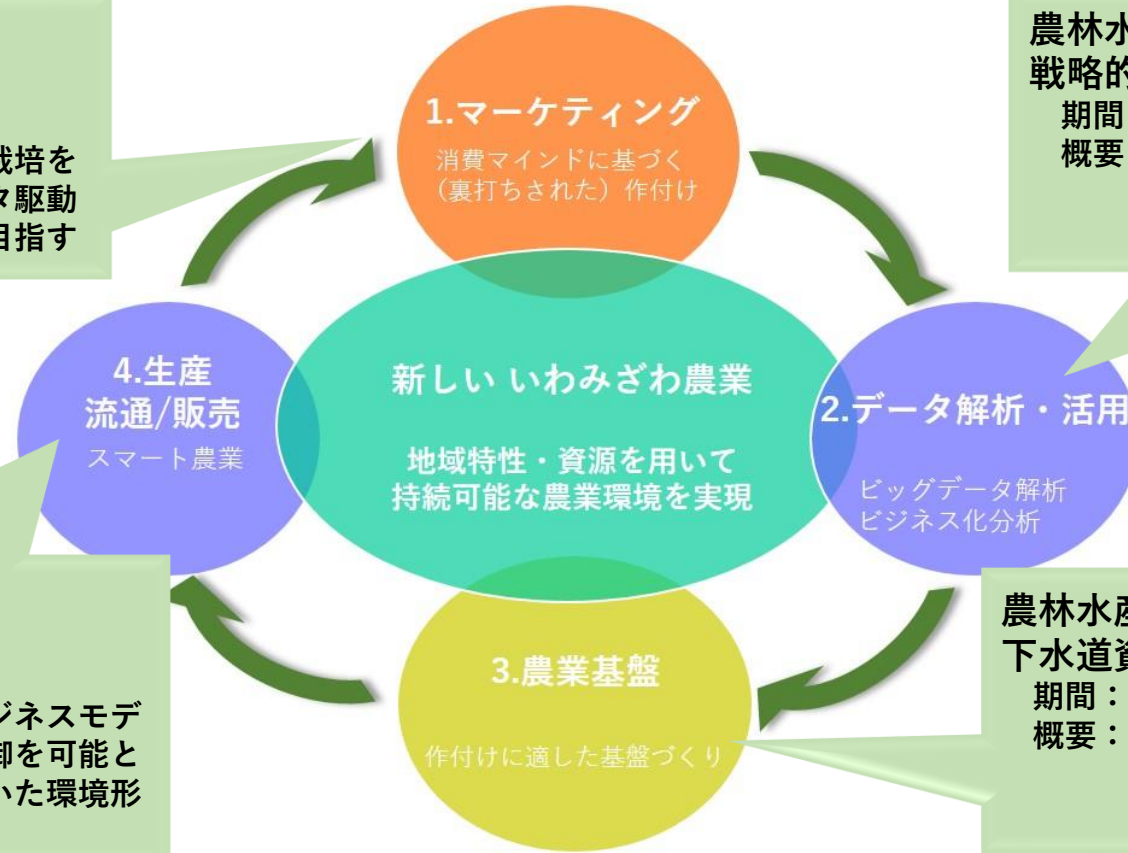 1.マーケティング
消費マインドに基づく
（裏打ちされた）作付け
栽培を
タ駆動
目指す
農林水
戦略的
期間
概要
4.生産
流通/販売
スマート農業
新しい いわみざわ農業
地域特性・資源を用いて
持続可能な農業環境を実現
2.データ解析・活用
ビッグデータ解析
ビジネス化分析
3.農業基盤
作付けに適した基盤づくり
ジネスモデ
御を可能と
いた環境形
農林水産
下水道資
期間：
概要：